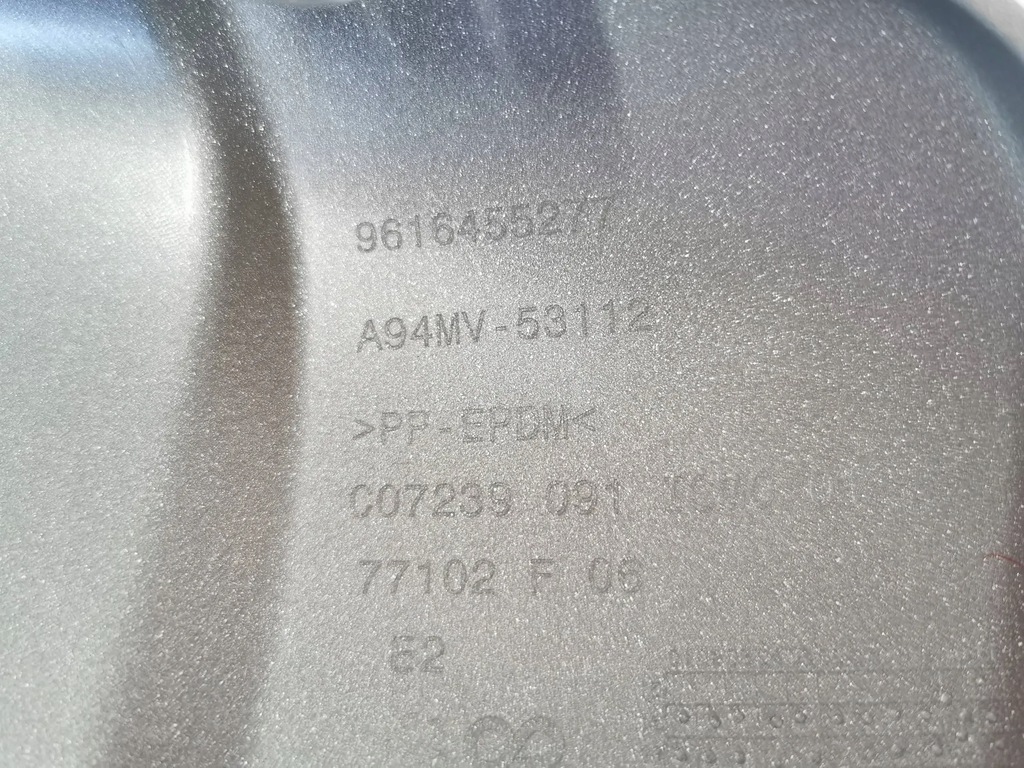 9616455277
A94MV-53112
>PP-EPDM<
C07239 091
77102 F 06
E2